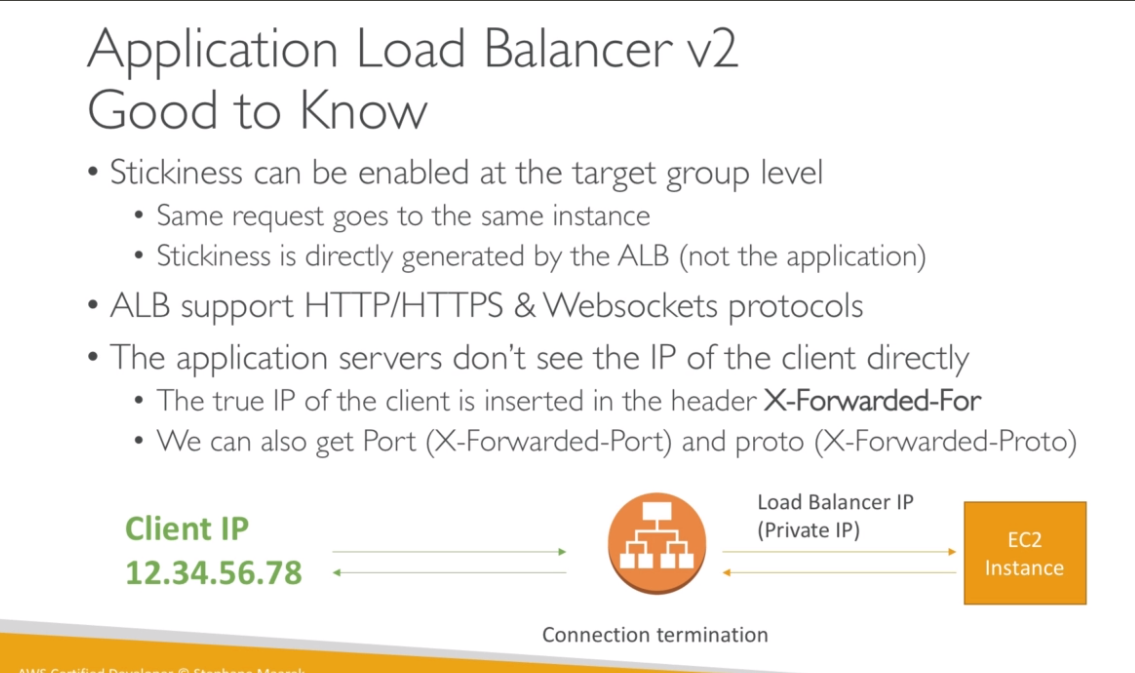 Application Load Balancer v2
Good to Know
• Stickiness can be enabled at the target group level
• Same request goes to the same instance
• Stickiness is directly generated by the ALB (not the application)
• ALB support HTTP/HTTPS & Websockets protocols
• The application servers don't see the IP of the client directly
• The true IP of the client is inserted in the header X-Forwarded-For
• We can also get Port (X-Forwarded-Port) and proto (X-Forwarded-Proto)
Client IP
12.34.56.78
Load Balancer IP
(Private IP)
EC2
Instance
Connection termination
AWS Certified Developer © Stephane Maarek